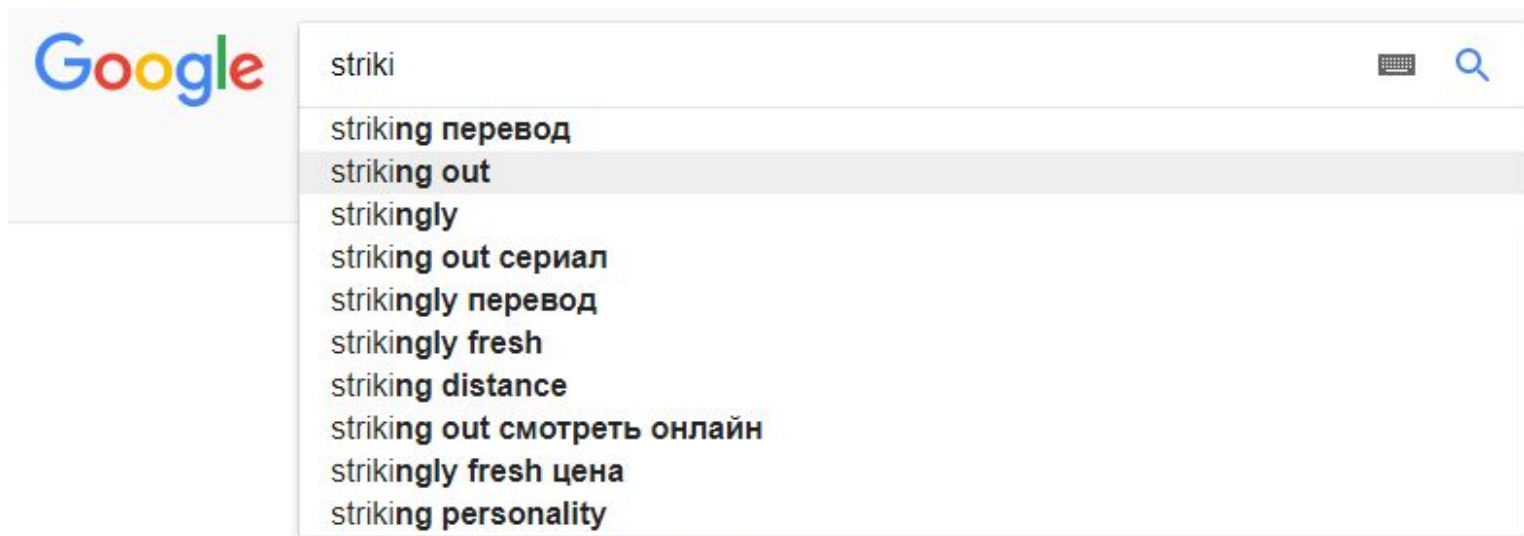 Google
striki
striking перевод
striking out
strikingly
striking out сериал
strikingly перевод
strikingly fresh
striking distance
striking out смотреть онлайн
strikingly fresh цена
striking personality